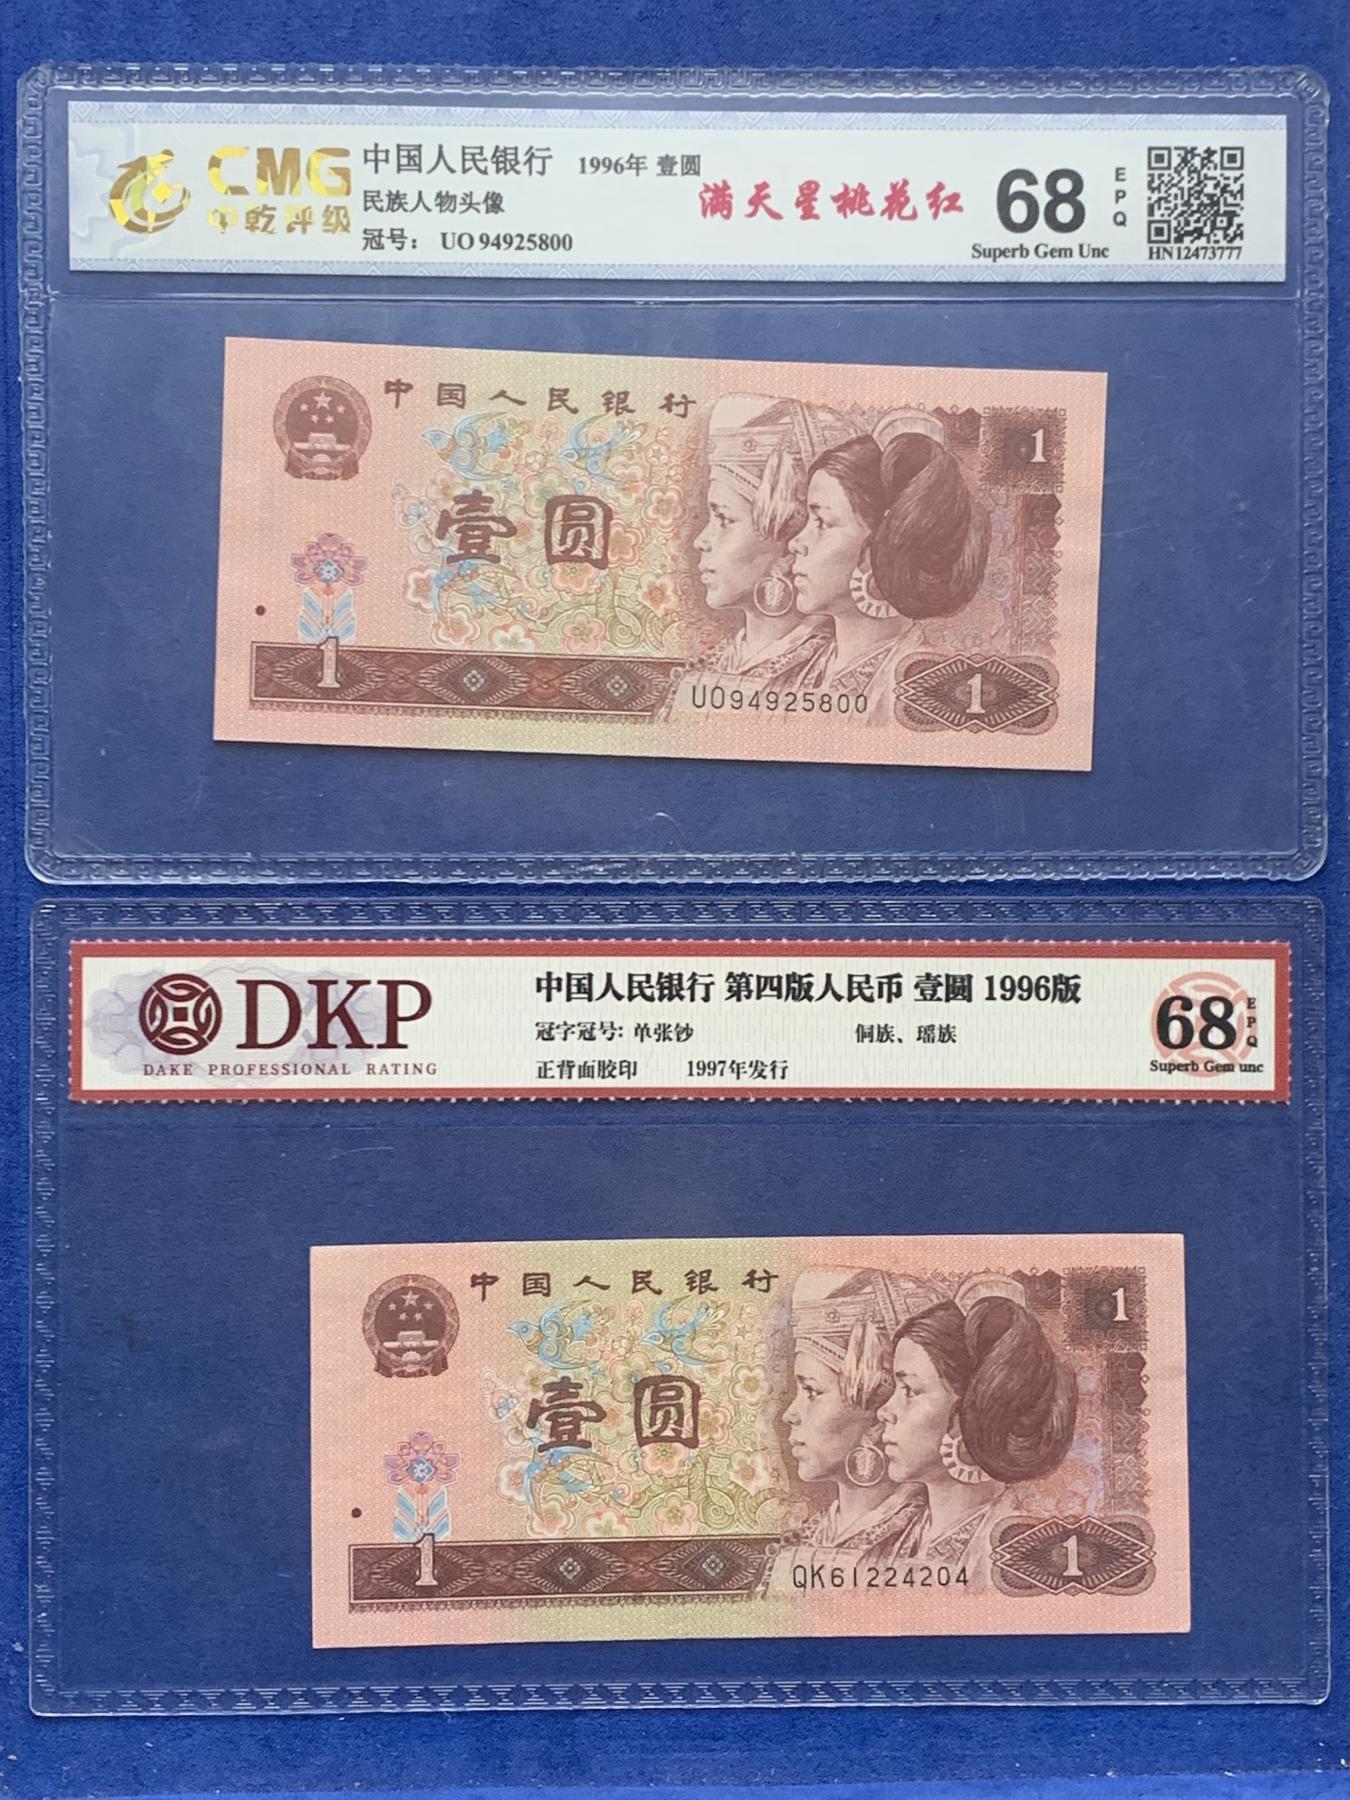 CMG
中乾评级
中国人民银行 1996年 壹圆
民族人物头像
冠号： UO 94925800
满天星桃花红
68
EPQ
Superb Gem Unc
HN12473777
中国人民银行
壹圆
1
1
UO94925800
1
DKP
DAKE PROFESSIONAL RATING
中国人民银行 第四版人民币 壹圆 1996版
冠字冠号: 单张钞 侗族、瑶族
正背面胶印 1997年发行
68
EPQ
Superb Gem unc
中国人民银行
壹圆
1
1
QK61224204
1